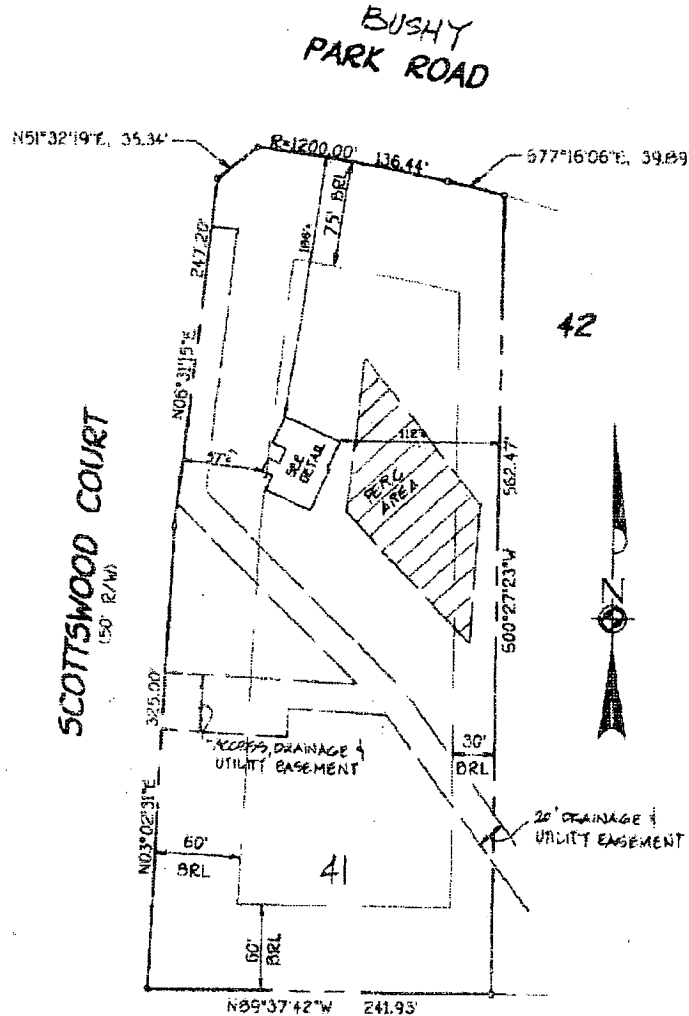 BUSHY
PARK ROAD
N51°32'19"E, 35.34'
R=1200.00'
136.44'
S77°16'06"E, 39.89'
75' BRL
247.20'
N06°31'15"E
42
SEE
DETAIL
PERC
AREA
562.47'
S00°27'23"W
SCOTTSWOOD COURT
(50' R/W)
N
325.00'
N03°02'31"E
ACCESS, DRAINAGE &
UTILITY EASEMENT
30'
BRL
20' DRAINAGE &
UTILITY EASEMENT
60'
BRL
41
60'
BRL
N89°37'42"W 241.93'